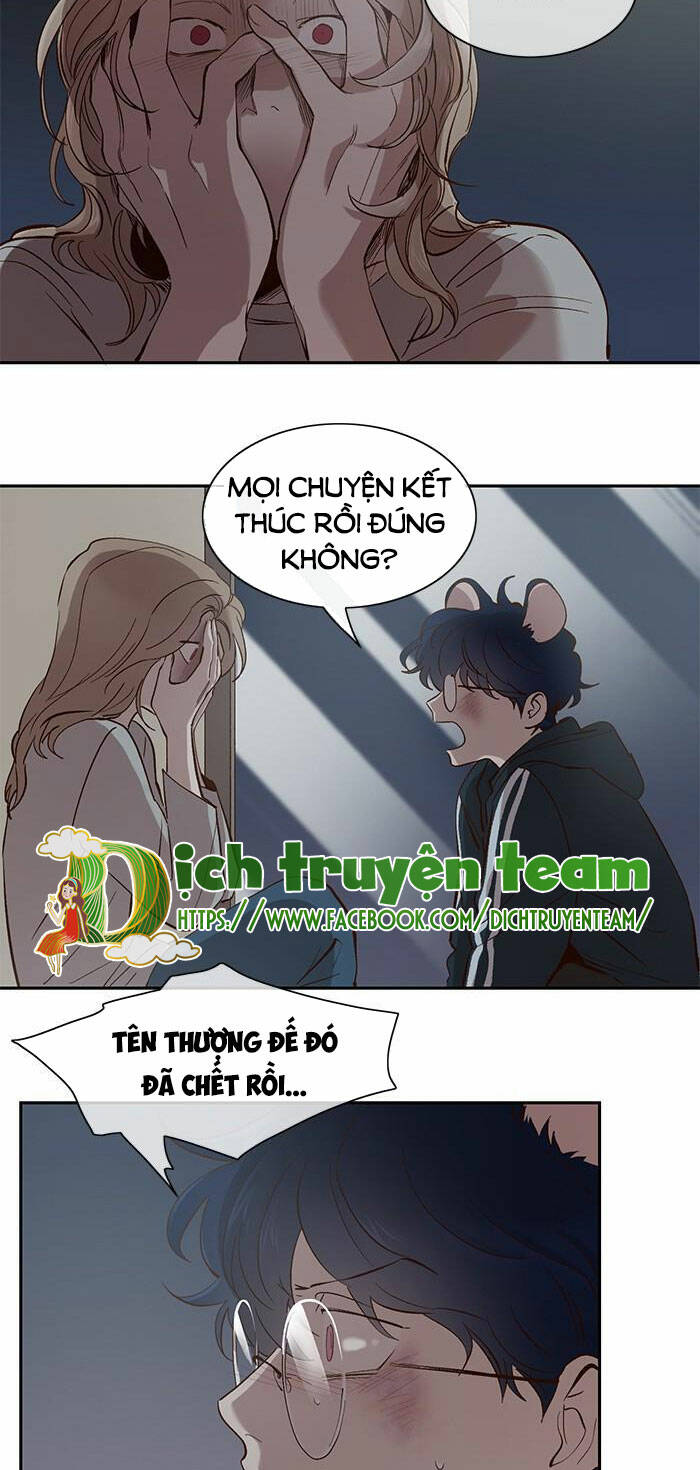 MỌI CHUYỆN KẾT
THÚC RỒI ĐÚNG
KHÔNG?
Dịch truyện team
HTTPS://WWW.FACEBOOK.COM/DICHTRUYENTEAM/
TÊN THƯỢNG ĐẾ ĐÓ
ĐÃ CHẾT RỒI...